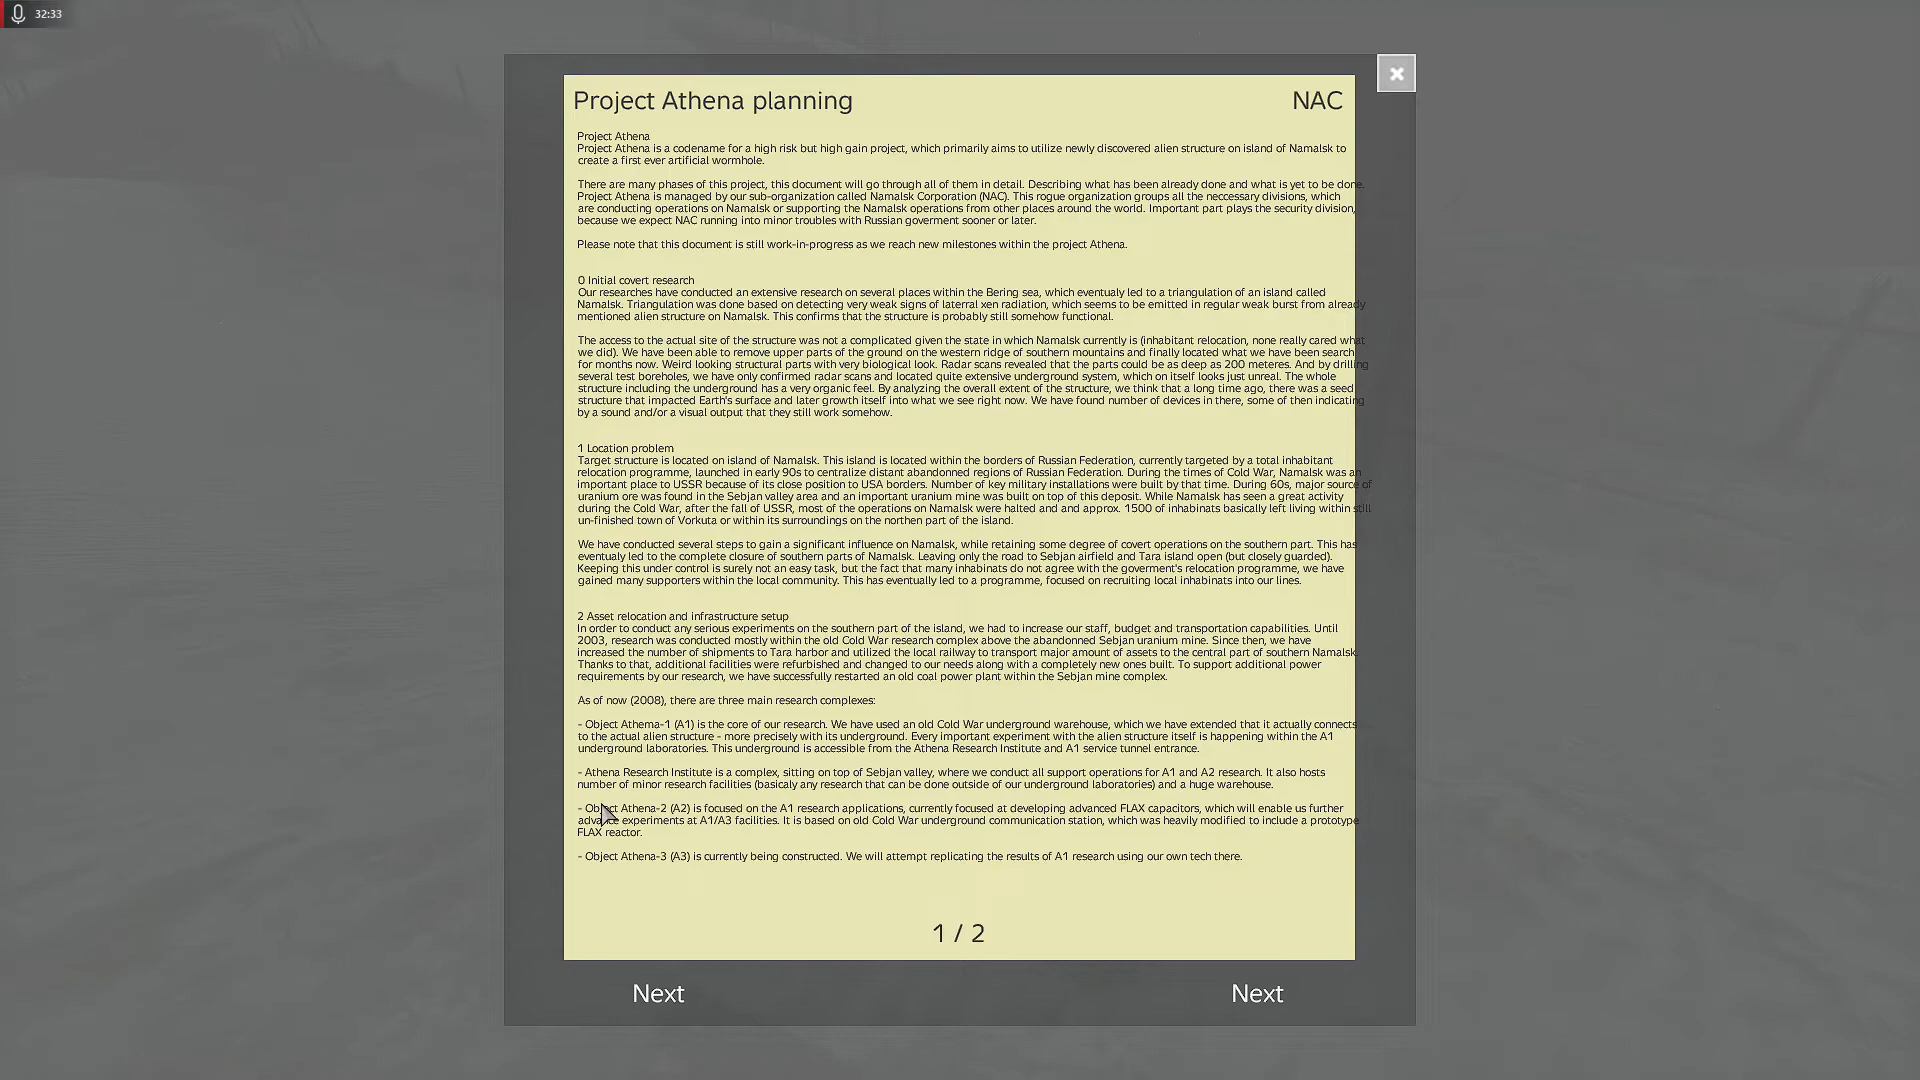 32:33
Project Athena planning
NAC
Project Athena
Project Athena is a codename for a high risk but high gain project, which primarily aims to utilize newly discovered alien structure on island of Namalsk to
create a first ever artificial wormhole.
There are many phases of this project, this document will go through all of them in detail. Describing what has been already done and what is yet to be done.
Project Athena is managed by our sub-organization called Namalsk Corporation (NAC). This rogue organization groups all the neccessary divisions, which
are conducting operations on Namalsk or supporting the Namalsk operations from other places around the world. Important part plays the security division,
because we expect NAC running into minor troubles with Russian goverment sooner or later.
Please note that this document is still work-in-progress as we reach new milestones within the project Athena.
0 Initial covert research
Our researches have conducted an extensive research on several places within the Bering sea, which eventualy led to a triangulation of an island called
Namalsk. Triangulation was done based on detecting very weak signs of laterral xen radiation, which seems to be emitted in regular weak burst from already
mentioned alien structure on Namalsk. This confirms that the structure is probably still somehow functional.
The access to the actual site of the structure was not a complicated given the state in which Namalsk currently is (inhabitant relocation, none really cared what
we did). We have been able to remove upper parts of the ground on the western ridge of southern mountains and finally located what we have been search
for months now. Weird looking structural parts with very biological look. Radar scans revealed that the parts could be as deep as 200 meteres. And by drilling
several test boreholes, we have only confirmed radar scans and located quite extensive underground system, which on itself looks just unreal. The whole
structure including the underground has a very organic feel. By analyzing the overall extent of the structure, we think that a long time ago, there was a seed
structure that impacted Earth's surface and later growth itself into what we see right now. We have found number of devices in there, some of then indicating
by a sound and/or a visual output that they still work somehow.
1 Location problem
Target structure is located on island of Namalsk. This island is located within the borders of Russian Federation, currently targeted by a total inhabitant
relocation programme, launched in early 90s to centralize distant abandonned regions of Russian Federation. During the times of Cold War, Namalsk was an
important place to USSR because of its close position to USA borders. Number of key military installations were built by that time. During 60s, major source of
uranium ore was found in the Sebjan valley area and an important uranium mine was built on top of this deposit. While Namalsk has seen a great activity
during the Cold War, after the fall of USSR, most of the operations on Namalsk were halted and and approx. 1500 of inhabinats basically left living within still
un-finished town of Vorkuta or within its surroundings on the northen part of the island.
We have conducted several steps to gain a significant influence on Namalsk, while retaining some degree of covert operations on the southern part. This has
eventualy led to the complete closure of southern parts of Namalsk. Leaving only the road to Sebjan airfield and Tara island open (but closely guarded).
Keeping this under control is surely not an easy task, but the fact that many inhabinats do not agree with the goverment's relocation programme, we have
gained many supporters within the local community. This has eventually led to a programme, focused on recruiting local inhabinats into our lines.
2 Asset relocation and infrastructure setup
In order to conduct any serious experiments on the southern part of the island, we had to increase our staff, budget and transportation capabilities. Until
2003, research was conducted mostly within the old Cold War research complex above the abandonned Sebjan uranium mine. Since then, we have
increased the number of shipments to Tara harbor and utilized the local railway to transport major amount of assets to the central part of southern Namalsk.
Thanks to that, additional facilities were refurbished and changed to our needs along with a completely new ones built. To support additional power
requirements by our research, we have successfully restarted an old coal power plant within the Sebjan mine complex.
As of now (2008), there are three main research complexes:
- Object Athema-1 (A1) is the core of our research. We have used an old Cold War underground warehouse, which we have extended that it actually connects
to the actual alien structure - more precisely with its underground. Every important experiment with the alien structure itself is happening within the A1
underground laboratories. This underground is accessible from the Athena Research Institute and A1 service tunnel entrance.
- Athena Research Institute is a complex, sitting on top of Sebjan valley, where we conduct all support operations for A1 and A2 research. It also hosts
number of minor research facilities (basicaly any research that can be done outside of our underground laboratories) and a huge warehouse.
- Object Athena-2 (A2) is focused on the A1 research applications, currently focused at developing advanced FLAX capacitors, which will enable us further
advance experiments at A1/A3 facilities. It is based on old Cold War underground communication station, which was heavily modified to include a prototype
FLAX reactor.
- Object Athena-3 (A3) is currently being constructed. We will attempt replicating the results of A1 research using our own tech there.
1 / 2
Next
Next